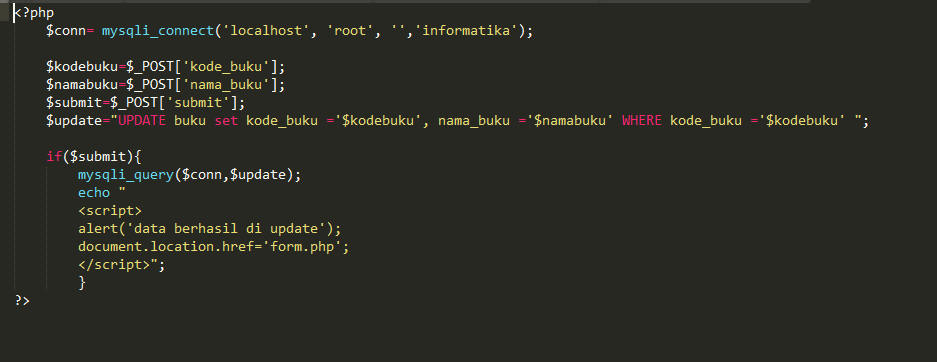 <?php
$conn= mysqli_connect('localhost', 'root', '','informatika');
$kodebuku=$_POST['kode_buku'];
$namabuku=$_POST['nama_buku'];
$submit=$_POST['submit'];
$update="UPDATE buku set kode_buku ='$kodebuku', nama_buku ='$namabuku' WHERE kode_buku ='$kodebuku' ";
if($submit){
mysqli_query($conn,$update);
echo "
<script>
alert('data berhasil di update');
document.location.href='form.php';
</script>";
}
?>